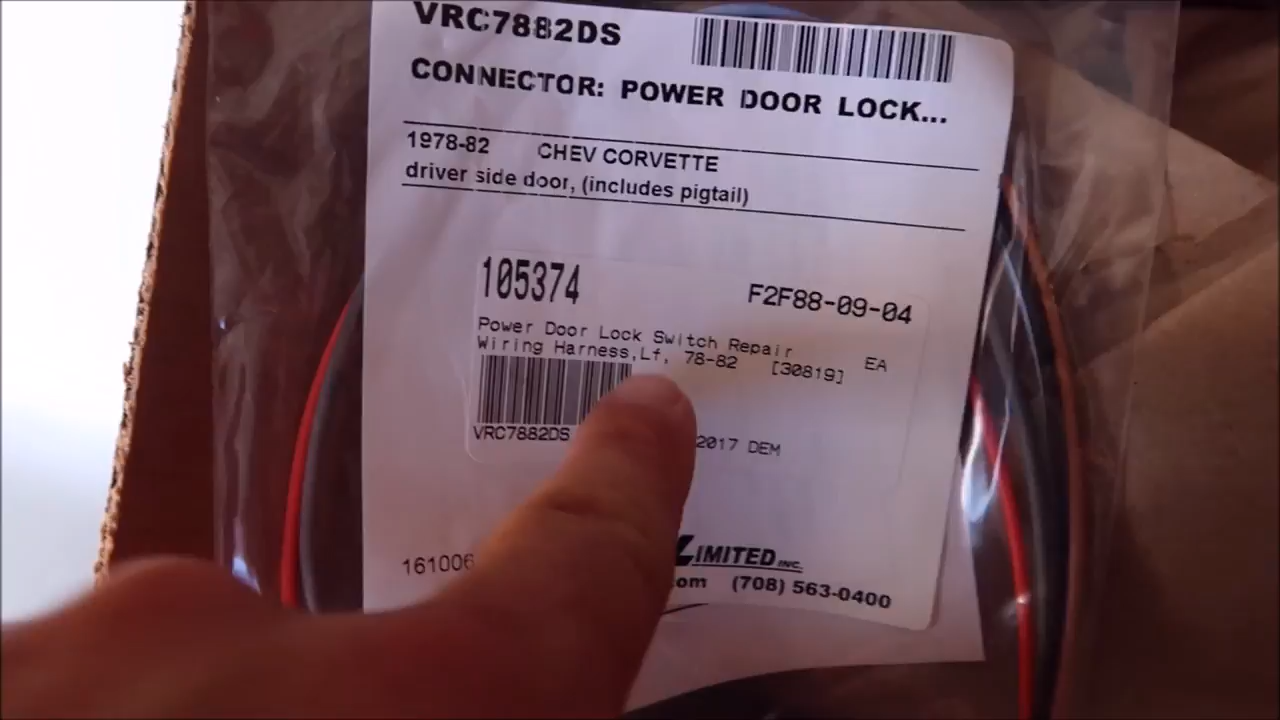 VRC7882DS
CONNECTOR: POWER DOOR LOCK...
1978-82 CHEV CORVETTE
driver side door, (includes pigtail)
105374 F2F88-09-04
Power Door Lock Switch Repair EA
Wiring Harness,Lf, 78-82 [30819]
VRC7882DS 2017 DEM
LIMITED INC.
161006 om (708) 563-0400